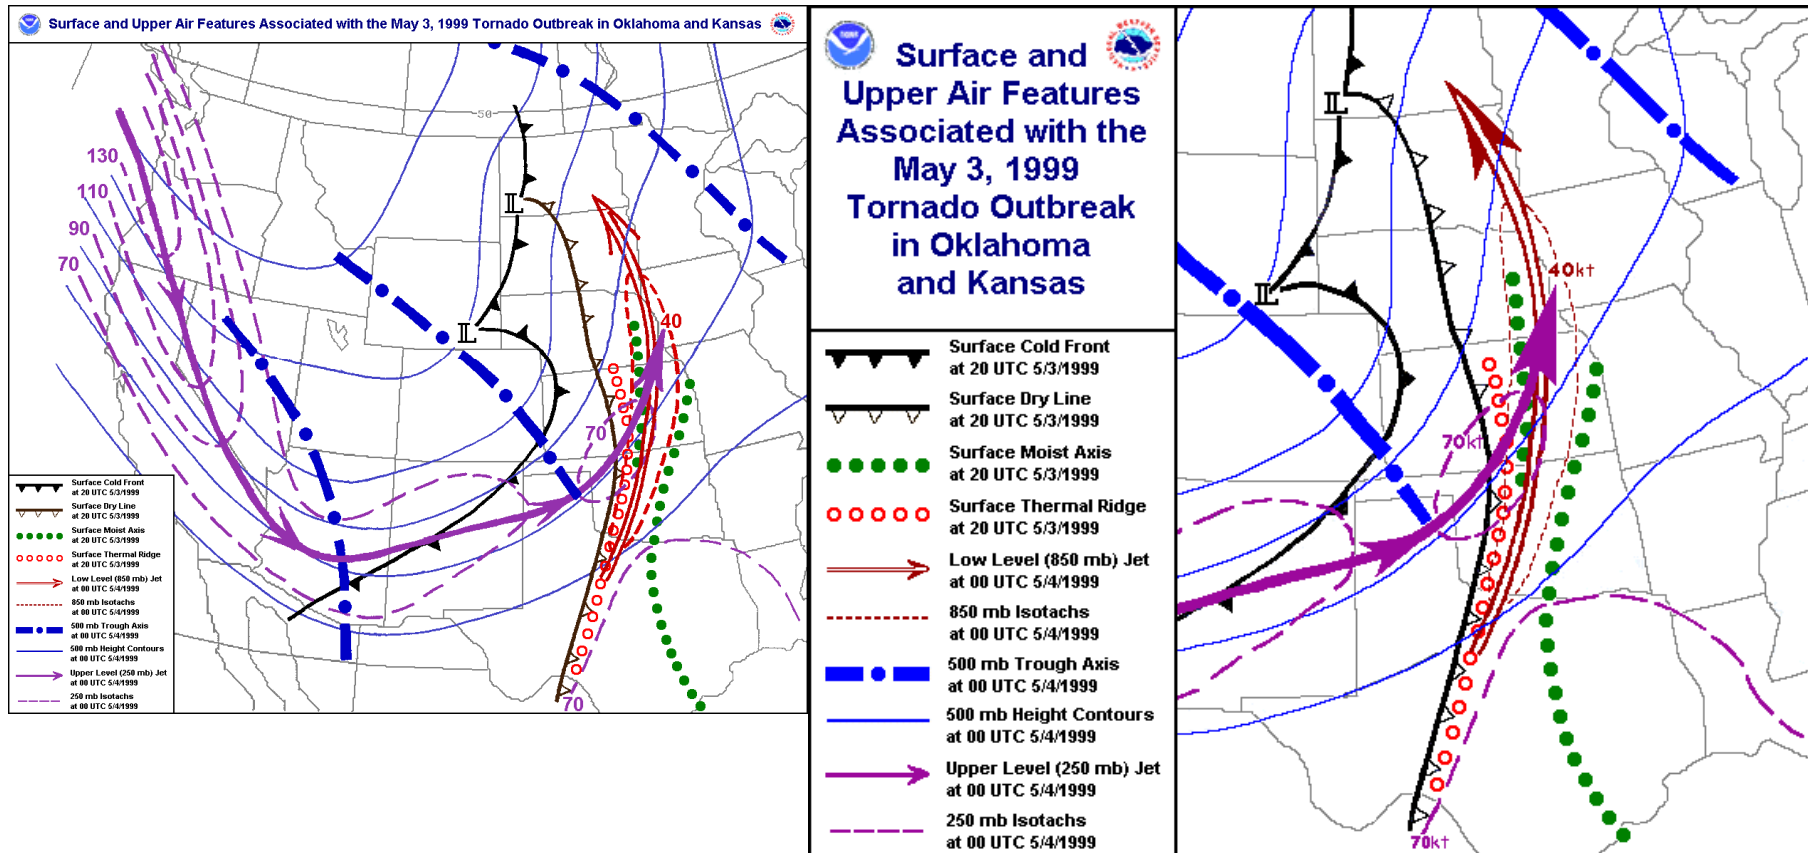 Surface and Upper Air Features Associated with the May 3, 1999 Tornado Outbreak in Oklahoma and Kansas
50
130
110
90
70
L
L
40
70
70
Surface Cold Front
at 20 UTC 5/3/1999
Surface Dry Line
at 20 UTC 5/3/1999
Surface Moist Axis
at 20 UTC 5/3/1999
Surface Thermal Ridge
at 20 UTC 5/3/1999
Low Level (850 mb) Jet
at 00 UTC 5/4/1999
850 mb Isotachs
at 00 UTC 5/4/1999
500 mb Trough Axis
at 00 UTC 5/4/1999
500 mb Height Contours
at 00 UTC 5/4/1999
Upper Level (250 mb) Jet
at 00 UTC 5/4/1999
250 mb Isotachs
at 00 UTC 5/4/1999
Surface and
Upper Air Features
Associated with the
May 3, 1999
Tornado Outbreak
in Oklahoma
and Kansas
Surface Cold Front
at 20 UTC 5/3/1999
Surface Dry Line
at 20 UTC 5/3/1999
Surface Moist Axis
at 20 UTC 5/3/1999
Surface Thermal Ridge
at 20 UTC 5/3/1999
Low Level (850 mb) Jet
at 00 UTC 5/4/1999
850 mb Isotachs
at 00 UTC 5/4/1999
500 mb Trough Axis
at 00 UTC 5/4/1999
500 mb Height Contours
at 00 UTC 5/4/1999
Upper Level (250 mb) Jet
at 00 UTC 5/4/1999
250 mb Isotachs
at 00 UTC 5/4/1999
L
L
40kt
70kt
70kt